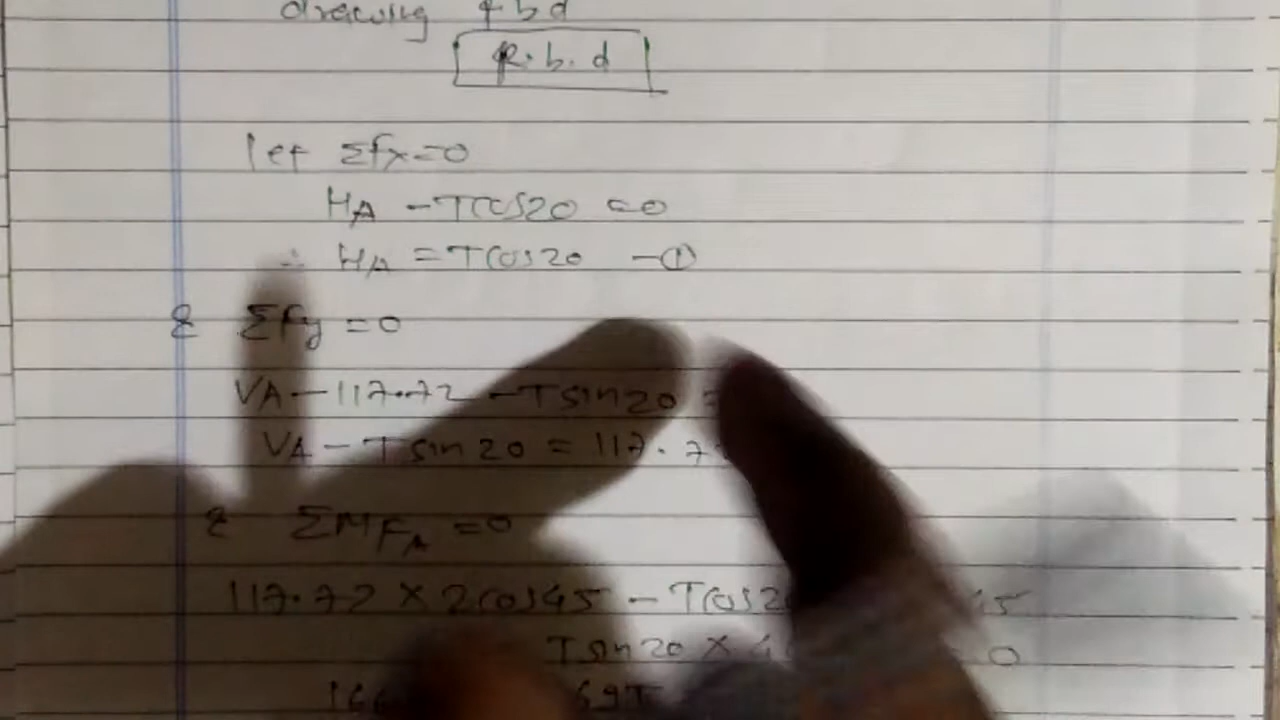 drawing f.b.d
f.b.d
let Σfx=0
HA - Tcos20 =0
∴ HA = Tcos20 -①
& Σfy =0
VA - 117.72 - Tsin20 =
VA - Tsin20 = 117.7
& ΣMFA =0
117.72 × 2cos45 - Tcos2
Tsin20 × 0